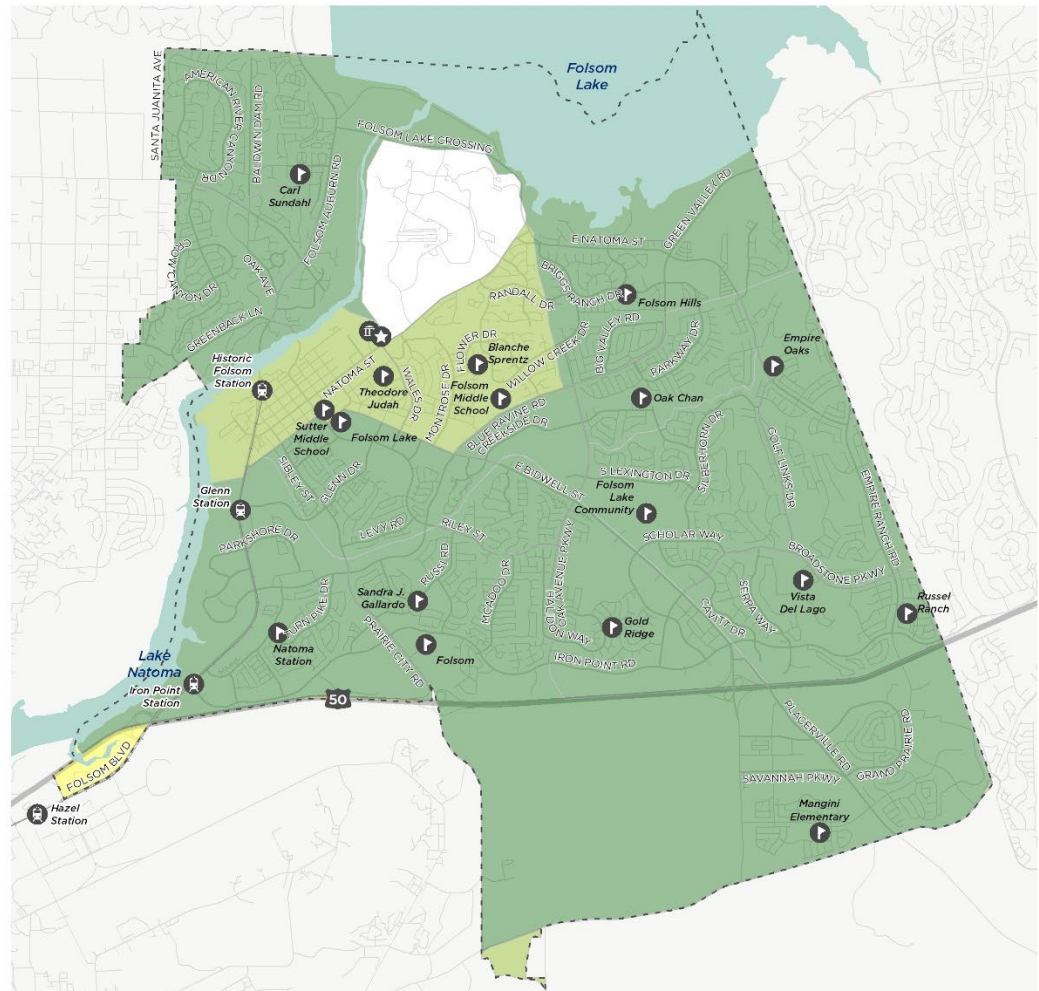 Folsom
Lake
SANTA JUANITA AVE
AMERICAN RIVER
CANYON DR
BALDWIN DAM RD
FOLSOM LAKE CROSSING
FOLSOM AUBURN RD
Carl
Sundahl
GREEN VALLEY RD
E NATOMA ST
CROW CANYON DR
OAK AVE
GREENBACK LN
BRIGGS RANCH DR
Folsom Hills
RANDALL DR
BIG VALLEY RD
PARKWAY DR
Empire
Oaks
Historic
Folsom
Station
NATOMA ST
FLOWER DR
Blanche
Sprentz
WILLOW CREEK DR
Theodore
Judah
WALES DR
MONTROSE DR
Folsom
Middle
School
Oak Chan
Sutter
Middle
School
Folsom Lake
BLUE RAVINE RD
CREEKSIDE DR
SILBERHORN DR
GOLF LINKS DR
EMPIRE RANCH RD
SIBLEY ST
GLENN DR
E BIDWELL ST
S LEXINGTON DR
Folsom
Lake
Community
Glenn
Station
PARKSHORE DR
LEVY RD
RILEY ST
SCHOLAR WAY
BROADSTONE PKWY
OAK AVENUE PKWY
RUSSI RD
MCADOO DR
HALIDON WAY
Sandra J.
Gallardo
Vista
Del Lago
SERPA WAY
CAVITT DR
Russel
Ranch
TURN PIKE DR
Natoma
Station
PRAIRIE CITY RD
Folsom
Gold
Ridge
IRON POINT RD
Lake
Natoma
Iron Point
Station
50
FOLSOM BLVD
Hazel
Station
PLACERVILLE RD
GRAND PRAIRIE RD
SAVANNAH PKWY
Mangini
Elementary